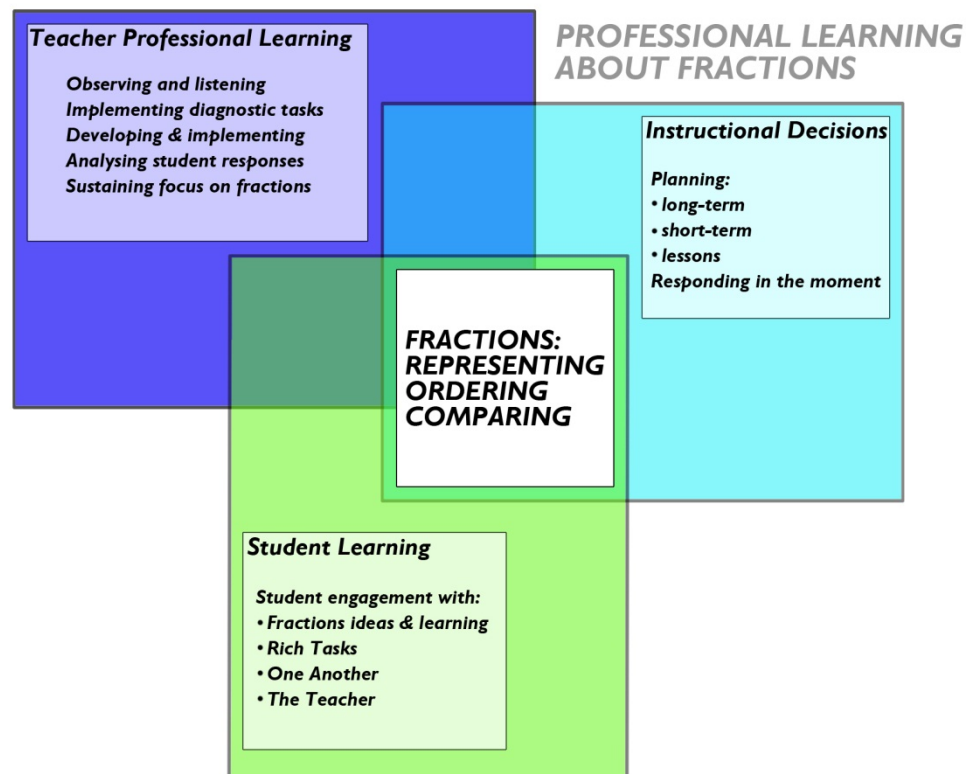 Teacher Professional Learning
Observing and listening
Implementing diagnostic tasks
Developing & implementing
Analysing student responses
Sustaining focus on fractions
PROFESSIONAL LEARNING
ABOUT FRACTIONS
Instructional Decisions
Planning:
• long-term
• short-term
• lessons
Responding in the moment
FRACTIONS:
REPRESENTING
ORDERING
COMPARING
Student Learning
Student engagement with:
• Fractions ideas & learning
• Rich Tasks
• One Another
• The Teacher